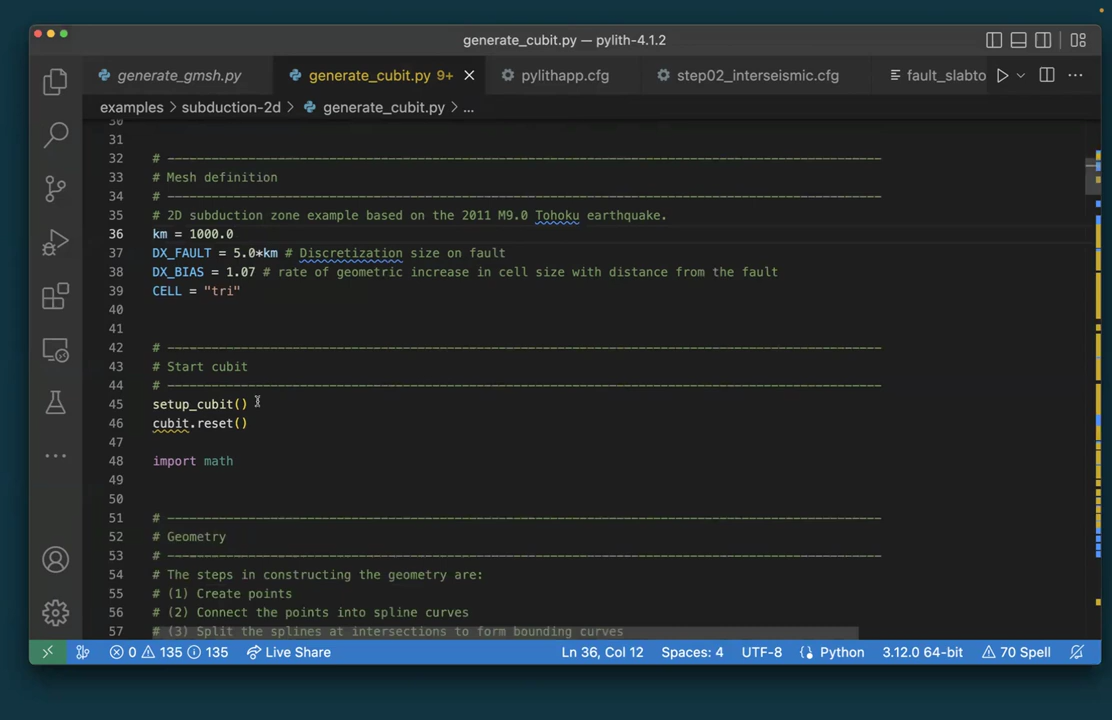 generate_cubit.py — pylith-4.1.2
generate_gmsh.py generate_cubit.py 9+ pylithapp.cfg step02_interseismic.cfg fault_slabto
examples > subduction-2d > generate_cubit.py > ...
30
31
32 # ------------------------------------------------------------------------------
33 # Mesh definition
34 # ------------------------------------------------------------------------------
35 # 2D subduction zone example based on the 2011 M9.0 Tohoku earthquake.
36 km = 1000.0
37 DX_FAULT = 5.0*km # Discretization size on fault
38 DX_BIAS = 1.07 # rate of geometric increase in cell size with distance from the fault
39 CELL = "tri"
40
41
42 # ------------------------------------------------------------------------------
43 # Start cubit
44 # ------------------------------------------------------------------------------
45 setup_cubit()
46 cubit.reset()
47
48 import math
49
50
51 # ------------------------------------------------------------------------------
52 # Geometry
53 # ------------------------------------------------------------------------------
54 # The steps in constructing the geometry are:
55 # (1) Create points
56 # (2) Connect the points into spline curves
57 # (3) Split the splines at intersections to form bounding curves
0 135 135 Live Share Ln 36, Col 12 Spaces: 4 UTF-8 Python 3.12.0 64-bit 70 Spell